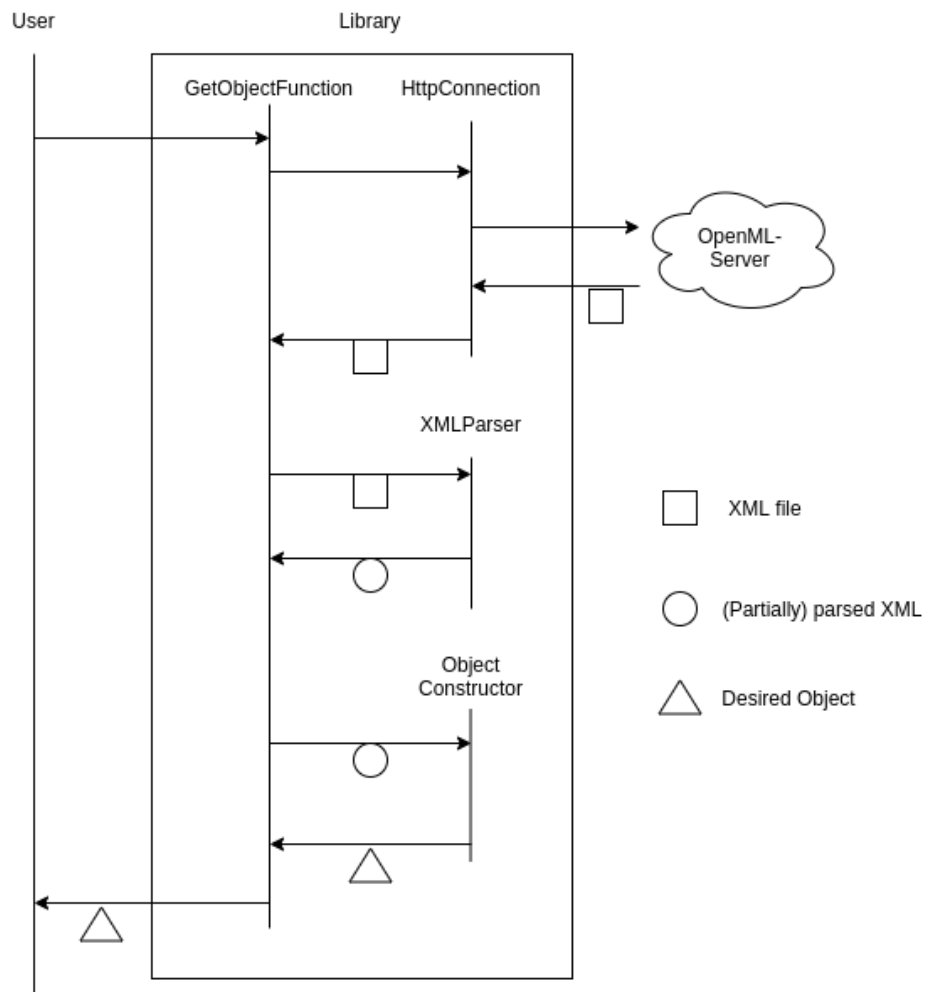 User
Library
GetObjectFunction
HttpConnection
OpenML-
Server
XMLParser
XML file
(Partially) parsed XML
Object
Constructor
Desired Object